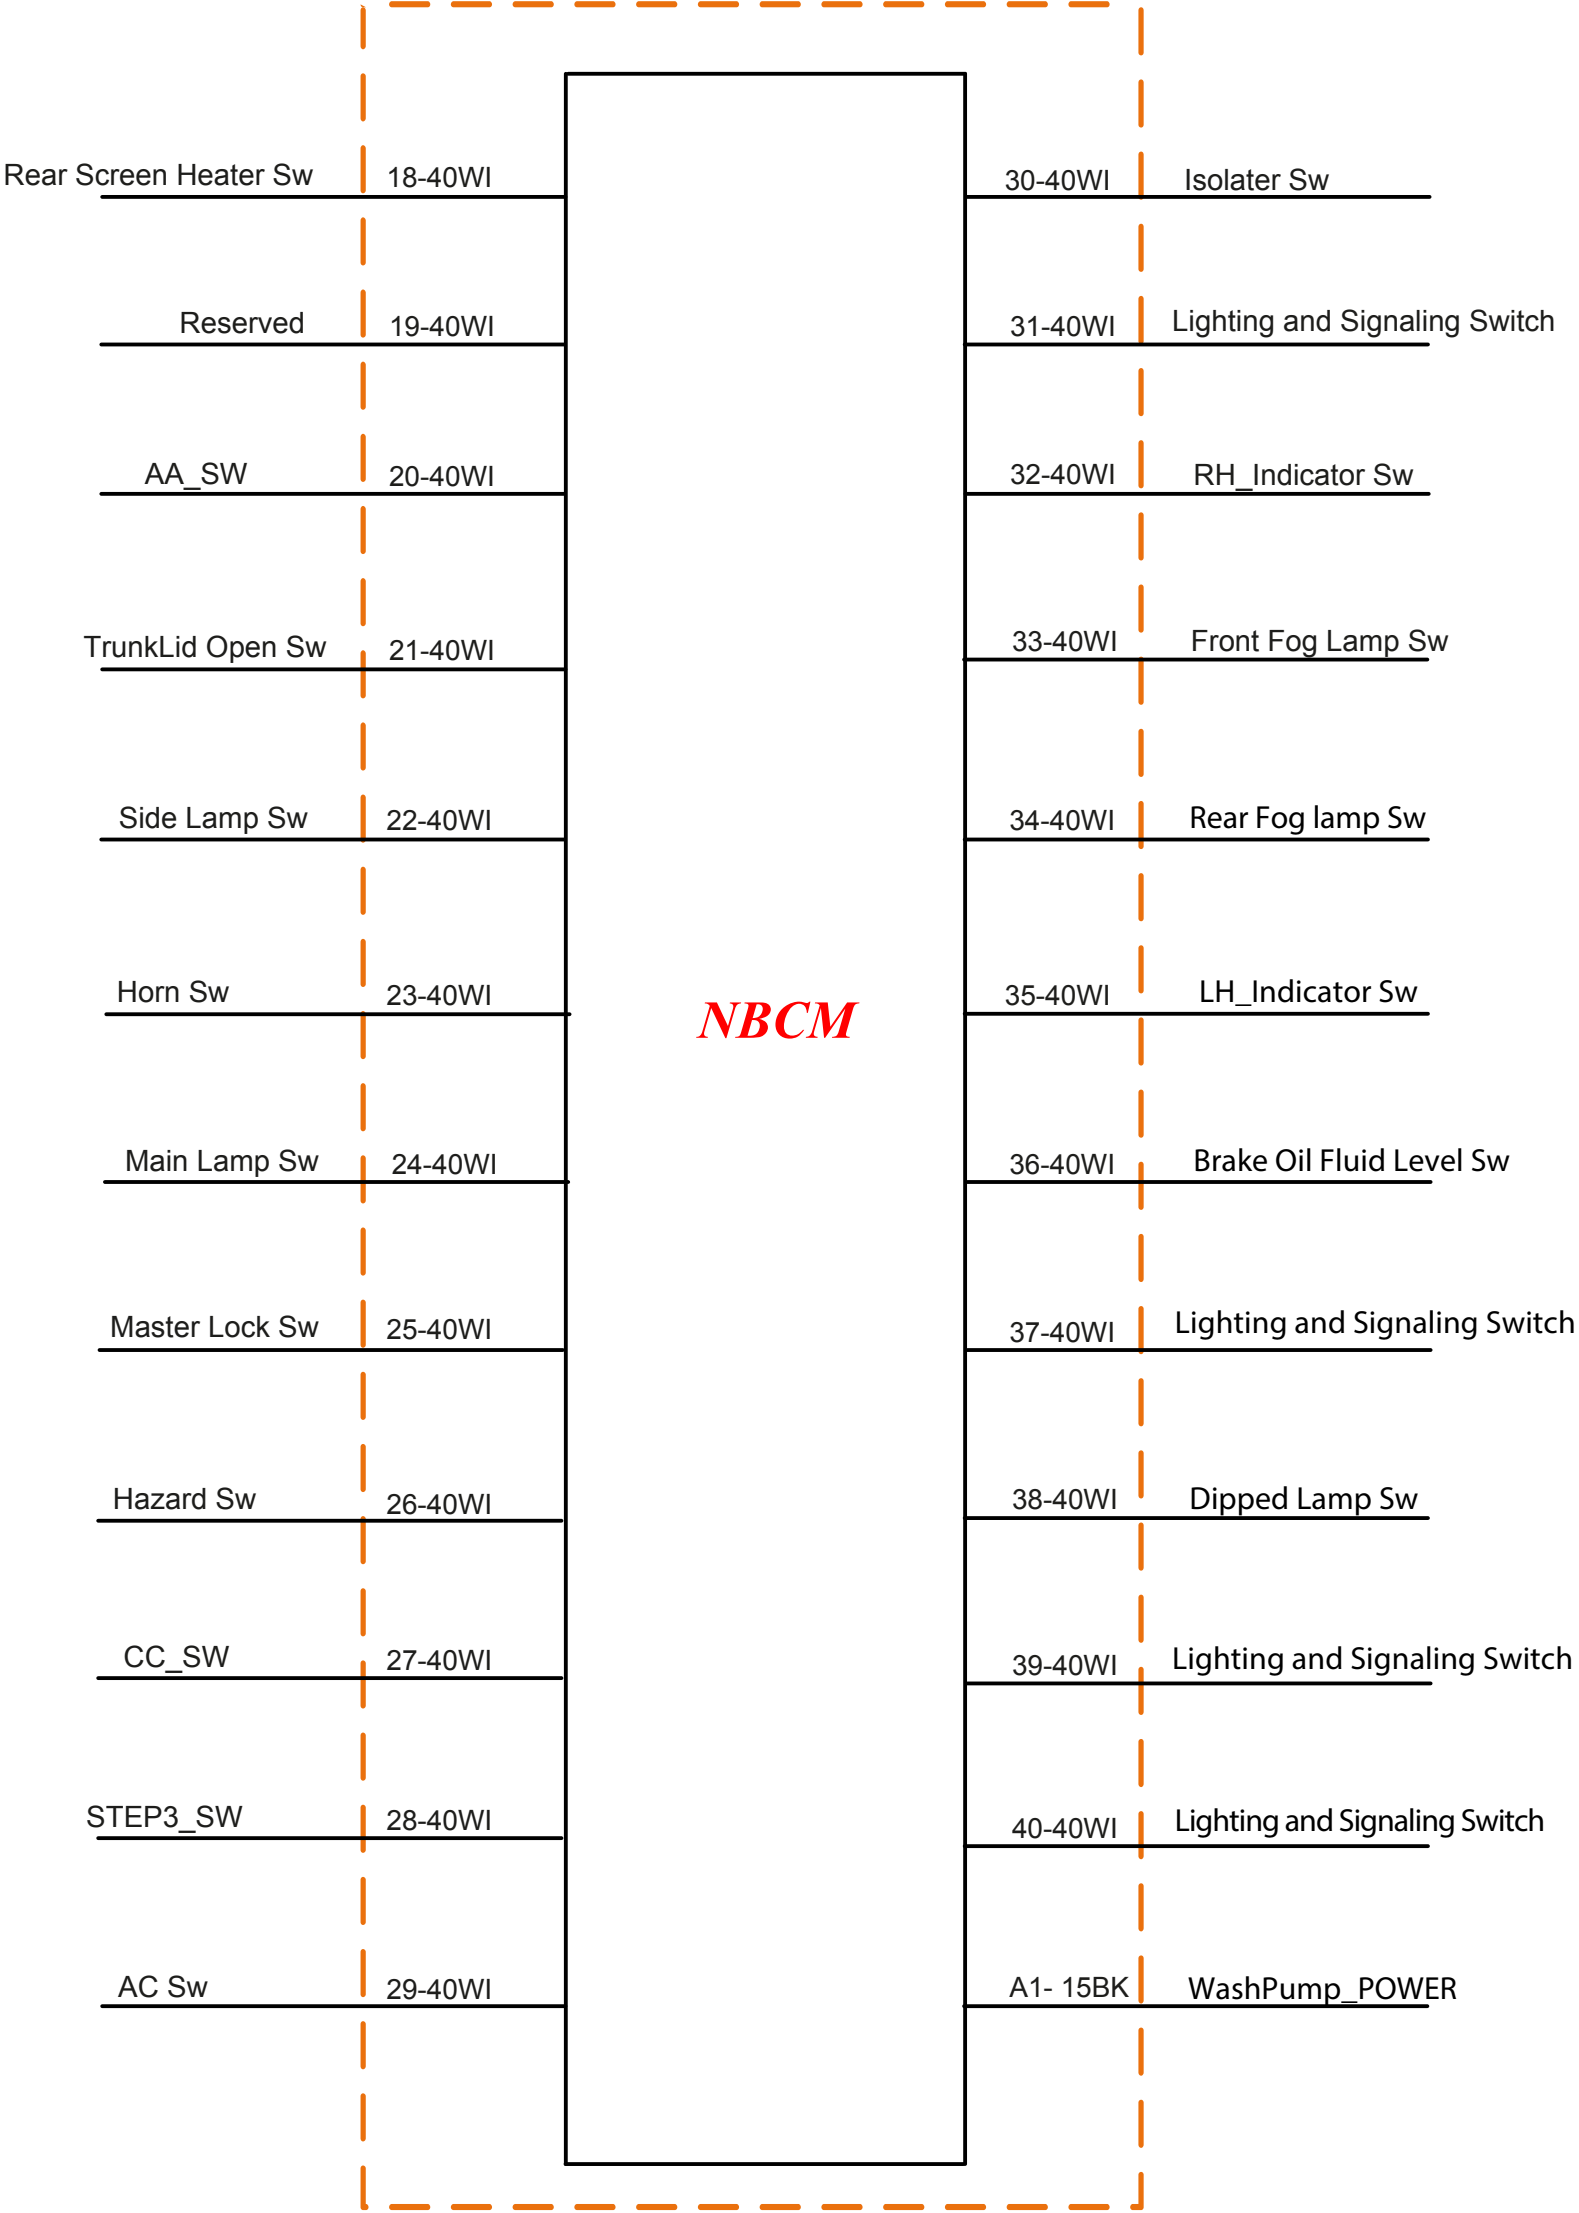 Rear Screen Heater Sw 18-40WI 30-40WI Isolater Sw
Reserved 19-40WI 31-40WI Lighting and Signaling Switch
AA_SW 20-40WI 32-40WI RH_Indicator Sw
TrunkLid Open Sw 21-40WI 33-40WI Front Fog Lamp Sw
Side Lamp Sw 22-40WI 34-40WI Rear Fog lamp Sw
Horn Sw 23-40WI NBCM 35-40WI LH_Indicator Sw
Main Lamp Sw 24-40WI 36-40WI Brake Oil Fluid Level Sw
Master Lock Sw 25-40WI 37-40WI Lighting and Signaling Switch
Hazard Sw 26-40WI 38-40WI Dipped Lamp Sw
CC_SW 27-40WI 39-40WI Lighting and Signaling Switch
STEP3_SW 28-40WI 40-40WI Lighting and Signaling Switch
AC Sw 29-40WI A1- 15BK WashPump_POWER